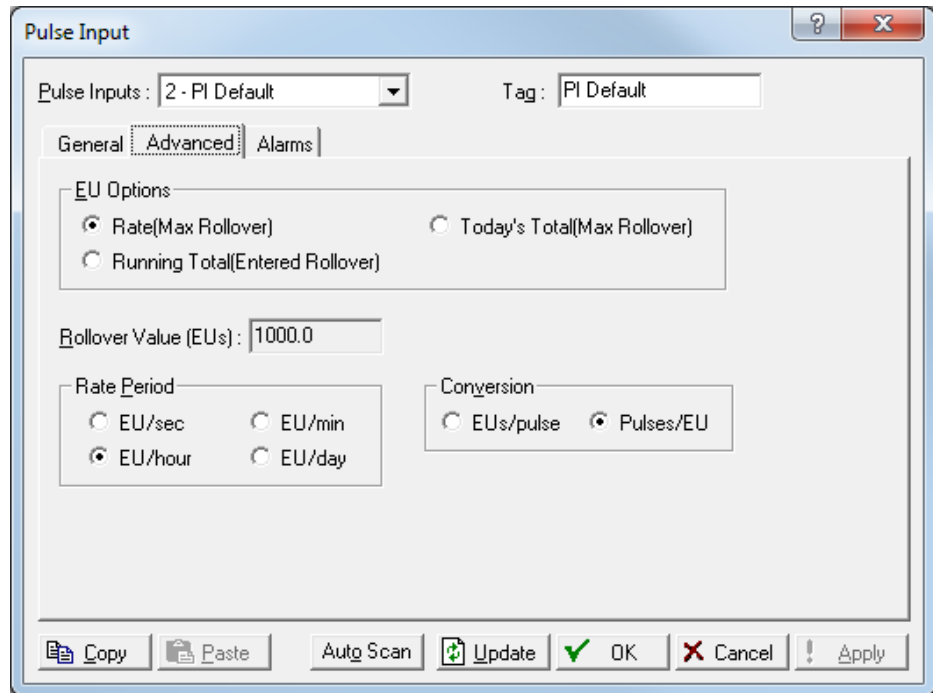 Pulse Input
Pulse Inputs : 2 - PI Default Tag : PI Default
General Advanced Alarms
EU Options
Rate(Max Rollover) Today's Total(Max Rollover)
Running Total(Entered Rollover)
Rollover Value (EUs) : 1000.0
Rate Period Conversion
EU/sec EU/min EUs/pulse Pulses/EU
EU/hour EU/day
Copy Paste Auto Scan Update OK Cancel ! Apply